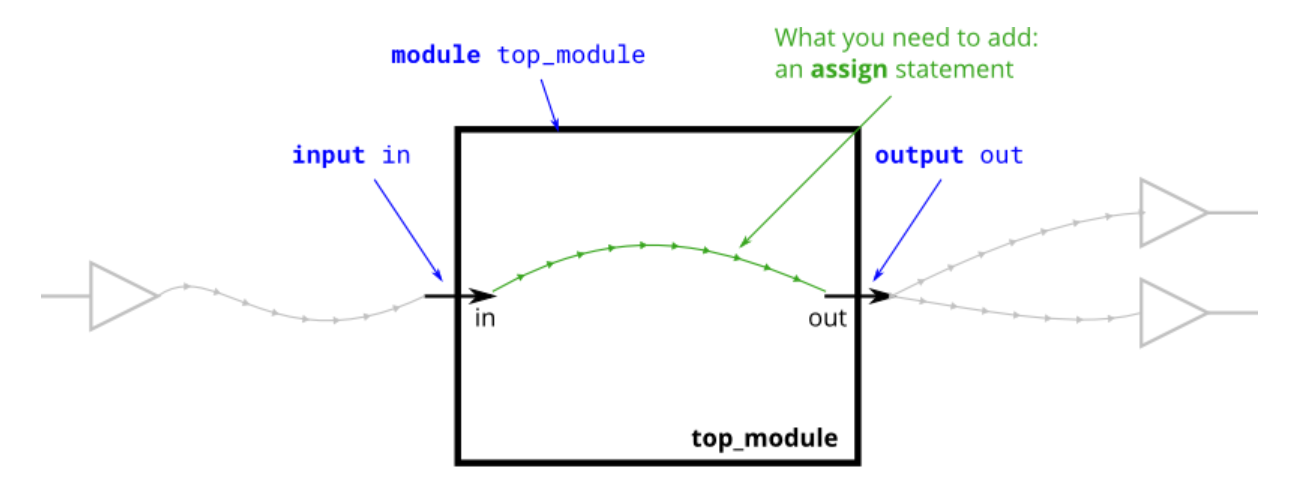 What you need to add:
an assign statement
module top_module
input in
output out
in
out
top_module